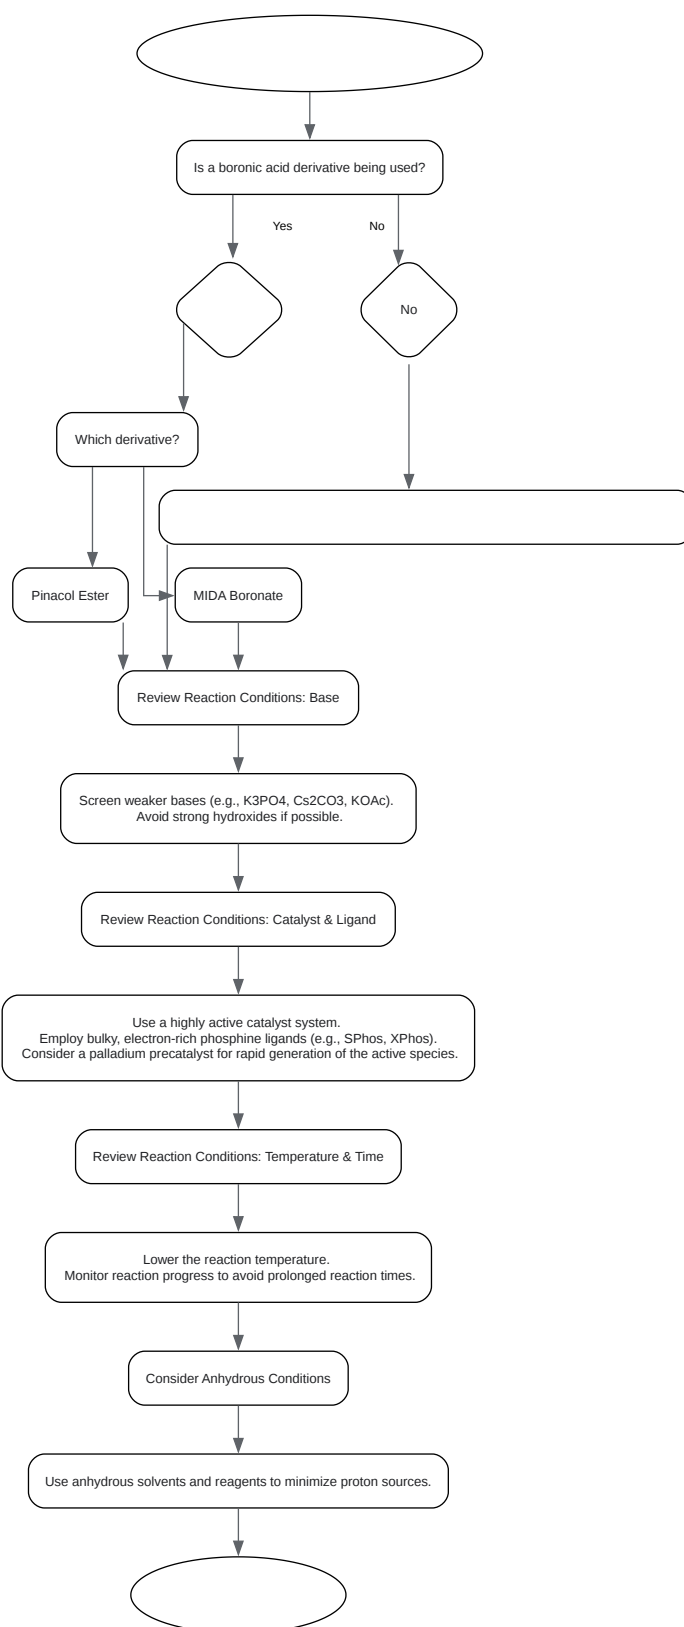 Is a boronic acid derivative being used?
Yes
No
No
Which derivative?
Pinacol Ester
MIDA Boronate
Review Reaction Conditions: Base
Screen weaker bases (e.g., K3PO4, Cs2CO3, KOAc).
Avoid strong hydroxides if possible.
Review Reaction Conditions: Catalyst & Ligand
Use a highly active catalyst system.
Employ bulky, electron-rich phosphine ligands (e.g., SPhos, XPhos).
Consider a palladium precatalyst for rapid generation of the active species.
Review Reaction Conditions: Temperature & Time
Lower the reaction temperature.
Monitor reaction progress to avoid prolonged reaction times.
Consider Anhydrous Conditions
Use anhydrous solvents and reagents to minimize proton sources.